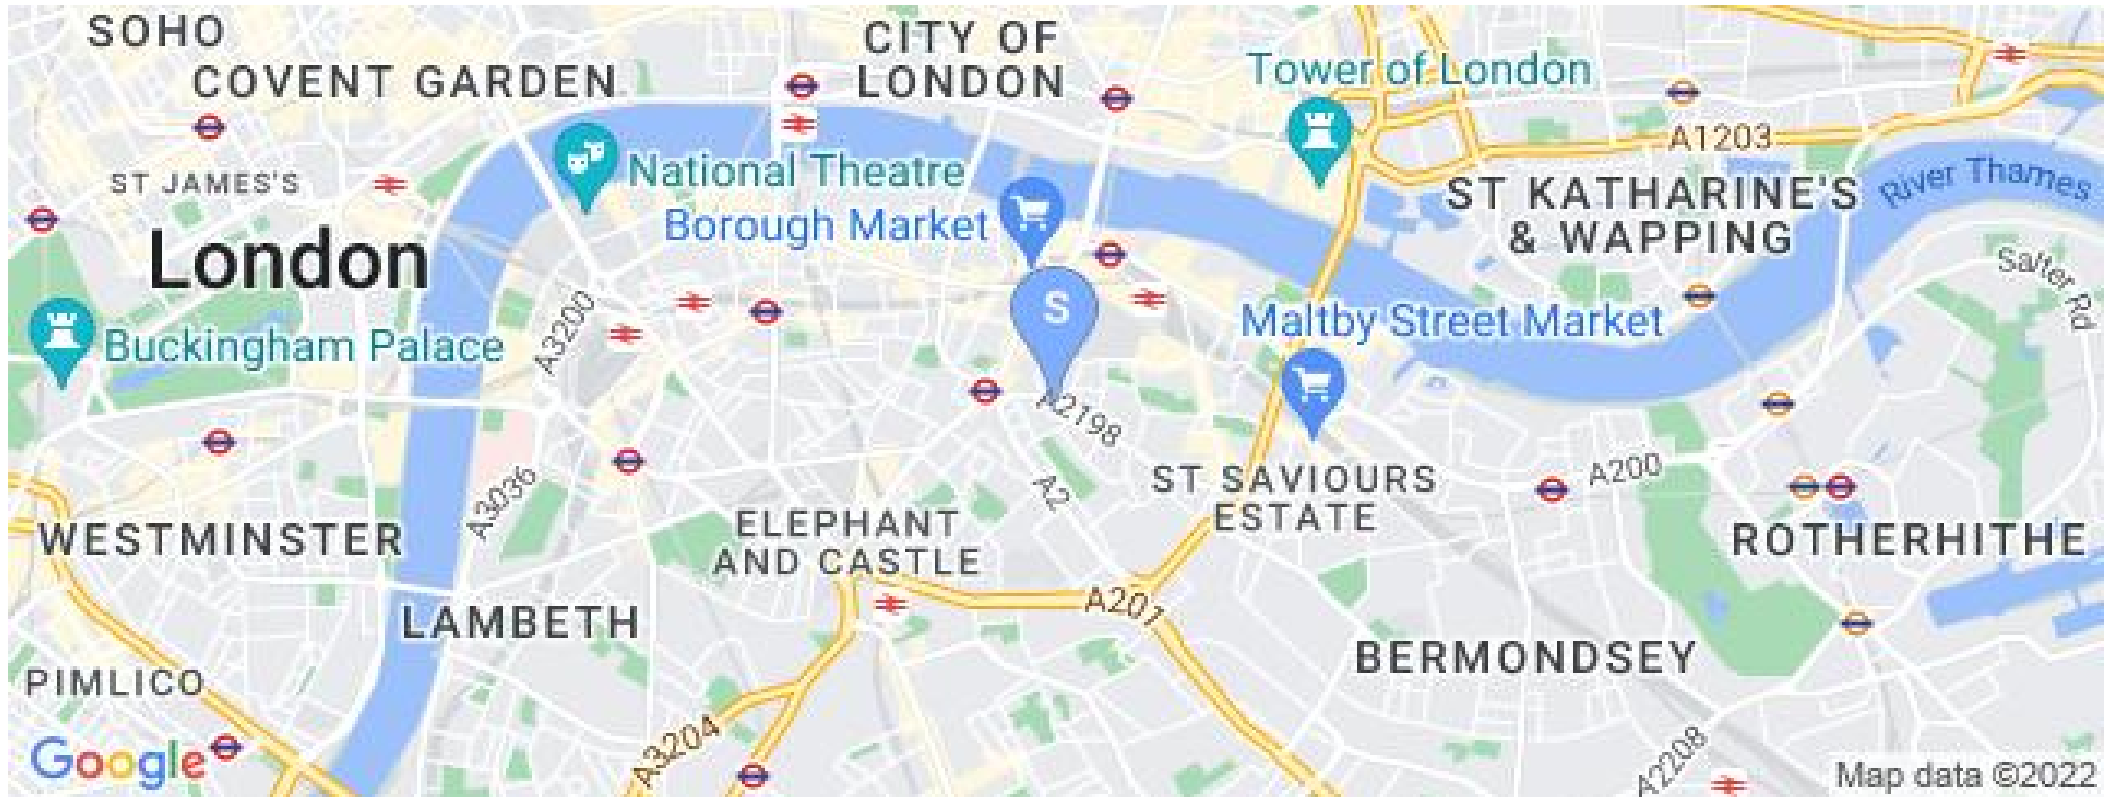 SOHO
COVENT GARDEN
CITY OF
LONDON
Tower of London
A1203
ST JAMES'S
National Theatre
Borough Market
ST KATHARINE'S
& WAPPING
River Thames
London
Salter Rd
S
Buckingham Palace
A3200
Maltby Street Market
A2198
A3036
A2
ST SAVIOURS
ESTATE
A200
WESTMINSTER
ELEPHANT
AND CASTLE
ROTHERHITHE
LAMBETH
A201
BERMONDSEY
PIMLICO
A3204
A2208
Google
Map data ©2022